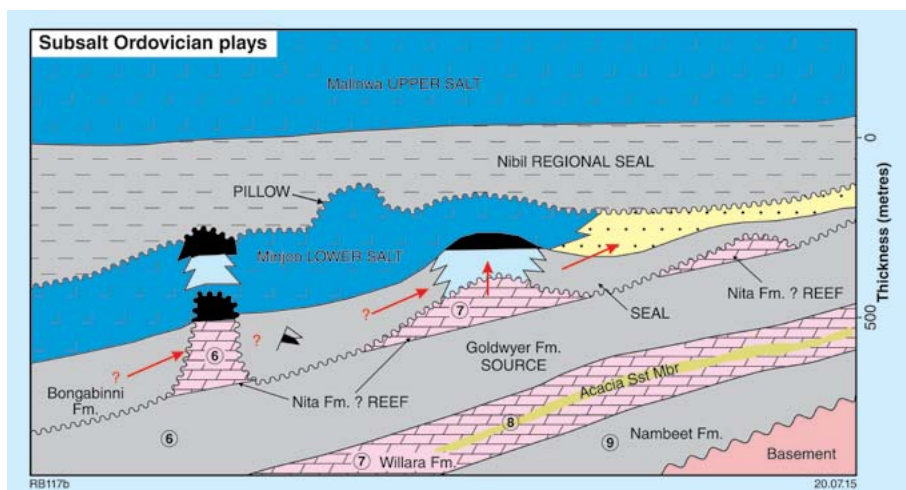 Subsalt Ordovician plays
Mallowa UPPER SALT
0
Nibil REGIONAL SEAL
PILLOW
Minjoo LOWER SALT
Thickness (metres)
Nita Fm. ? REEF
?
7
SEAL
500
6
?
?
Goldwyer Fm.
SOURCE
Bongabinni
Fm.
Nita Fm. ? REEF
Acacia Sst Mbr
8
6
7
Willara Fm.
9
Nambeet Fm.
Basement
RB117b
20.07.15